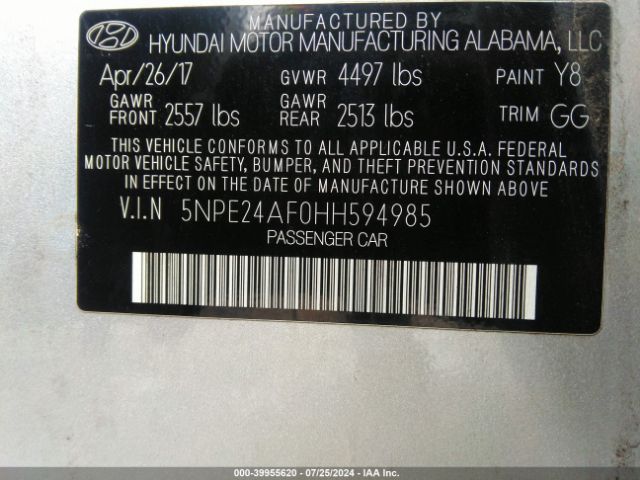 MANUFACTURED BY
HYUNDAI MOTOR MANUFACTURING ALABAMA, LLC
Apr/26/17 GVWR 4497 lbs PAINT Y8
GAWR FRONT 2557 lbs GAWR REAR 2513 lbs TRIM GG
THIS VEHICLE CONFORMS TO ALL APPLICABLE U.S.A. FEDERAL
MOTOR VEHICLE SAFETY, BUMPER, AND THEFT PREVENTION STANDARDS
IN EFFECT ON THE DATE OF MANUFACTURE SHOWN ABOVE.
V.I.N 5NPE24AF0HH594985
PASSENGER CAR
000-39955620 - 07/25/2024 - IAA Inc.